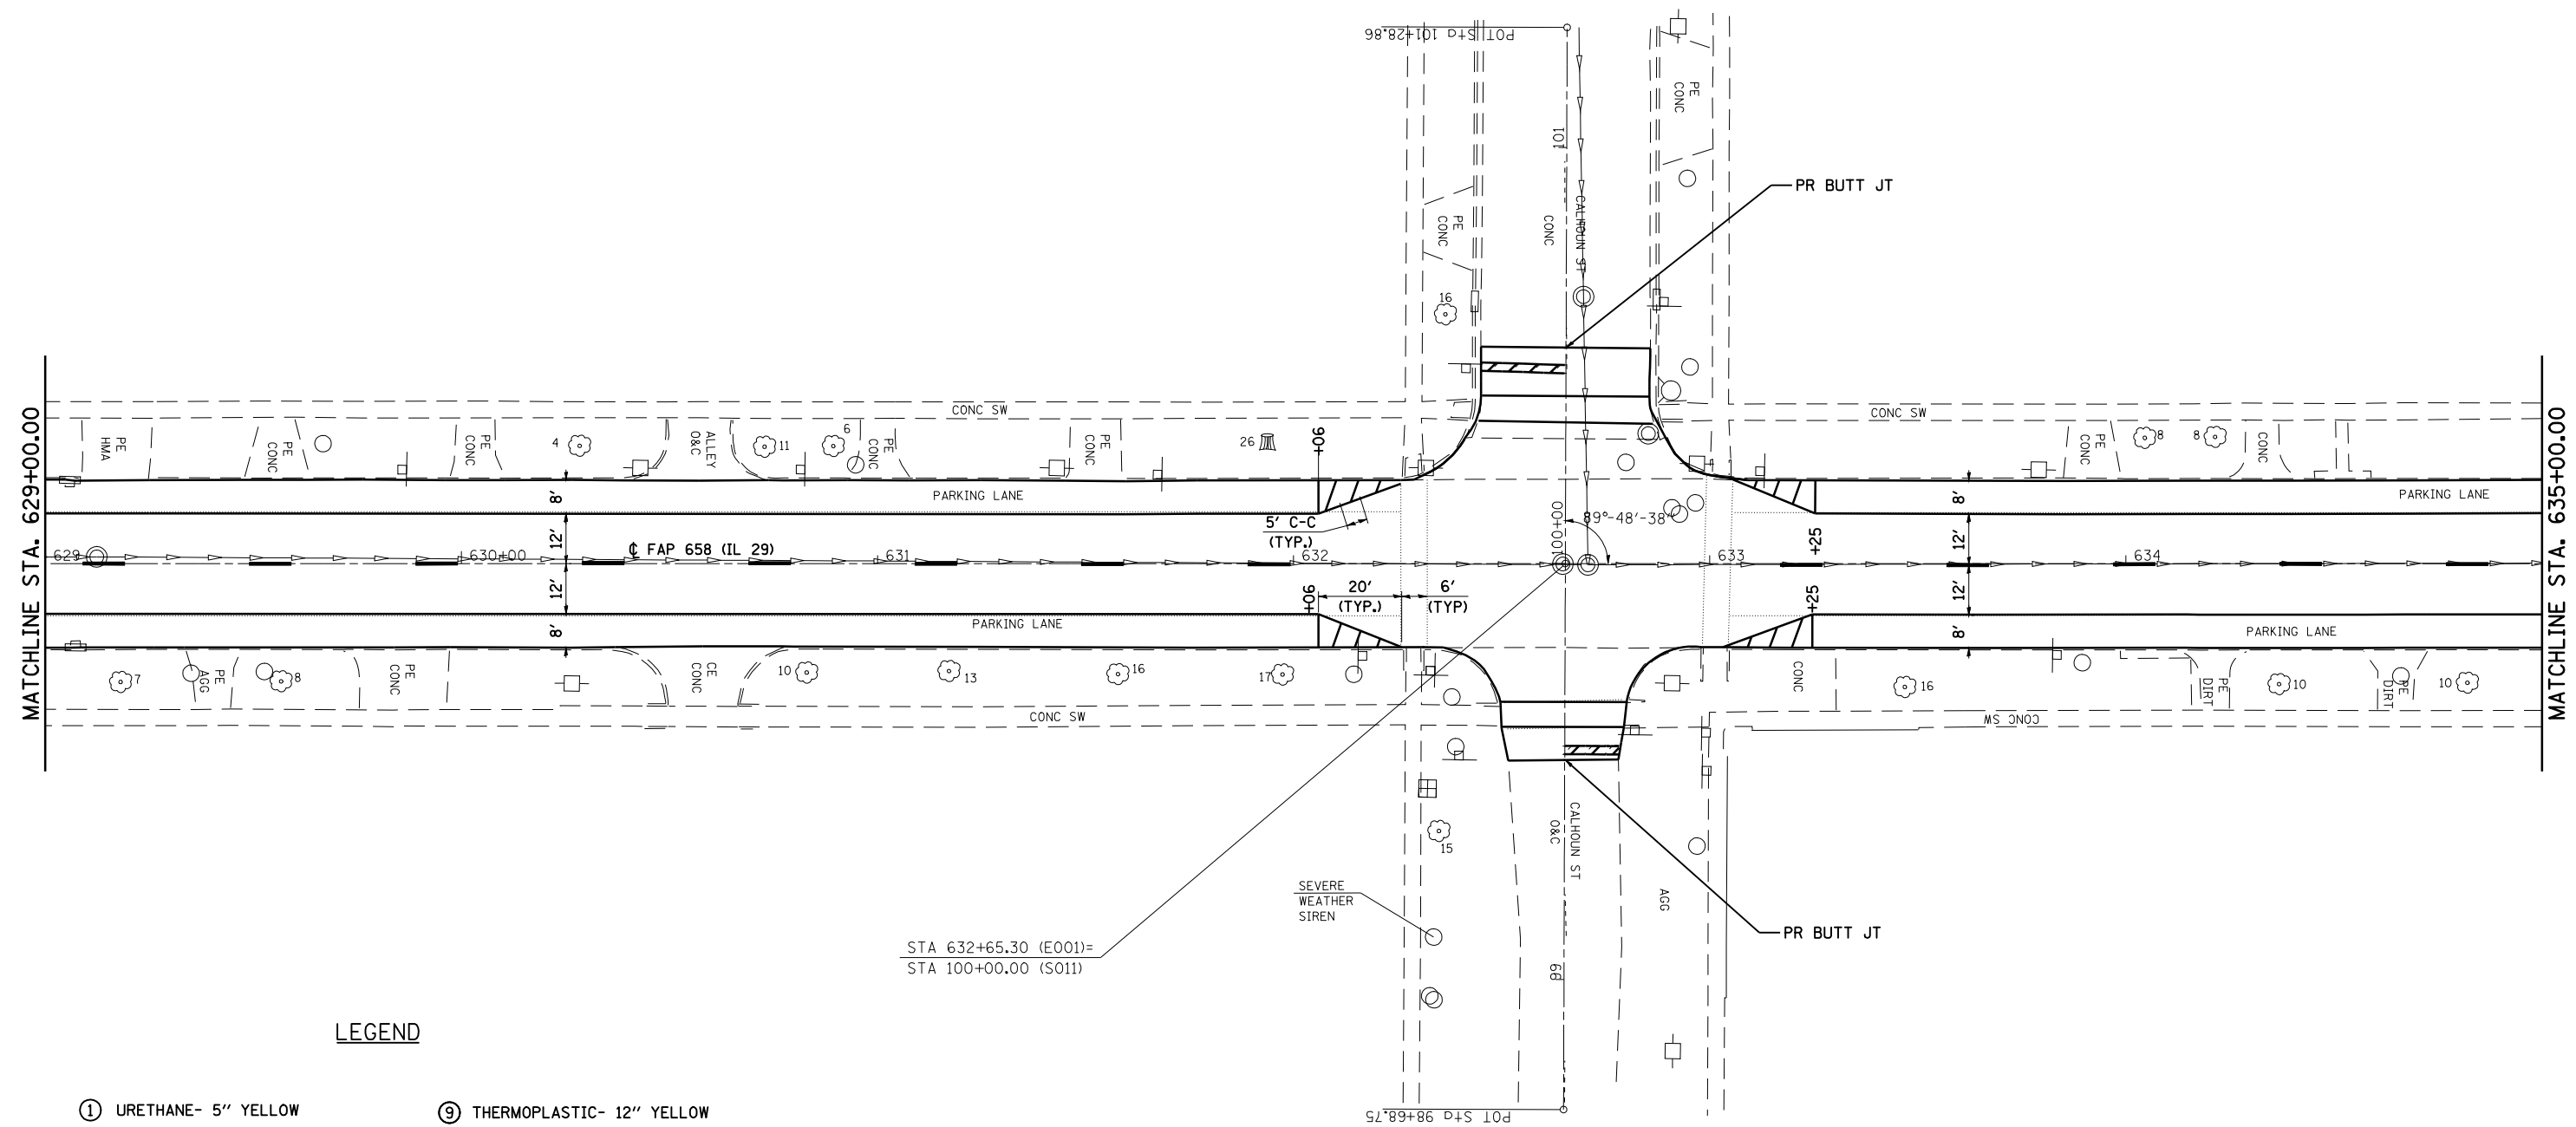 POT Sta 101+28.86
PE
CONC
101
PR BUTT JT
PE
CONC
CONC
CALHOUN ST
16
MATCHLINE STA. 629+00.00
MATCHLINE STA. 635+00.00
CONC SW
CONC SW
PE
HMA
PE
CONC
PE
CONC
4
ALLEY
O&C
11
6
PE
CONC
PE
CONC
26
+06
PE
CONC
8
8
CONC
8'
PARKING LANE
8'
PARKING LANE
5' C-C
(TYP.)
100+00
89°-48'-38"
12'
12'
+25
629
630+00
℄ FAP 658 (IL 29)
631
632
633
634
12'
+06
20'
(TYP.)
6'
(TYP)
+25
12'
8'
PARKING LANE
8'
PARKING LANE
7
PE
AGG
8
PE
CONC
CE
CONC
10
13
16
17
CONC
16
PE
DIRT
10
PE
DIRT
10
CONC SW
CONC SW
15
CALHOUN ST
O&C
AGG
SEVERE
WEATHER
SIREN
PR BUTT JT
STA 632+65.30 (E001)=
STA 100+00.00 (S011)
99
LEGEND
1 URETHANE- 5" YELLOW
9 THERMOPLASTIC- 12" YELLOW
POT Sta 98+68.75